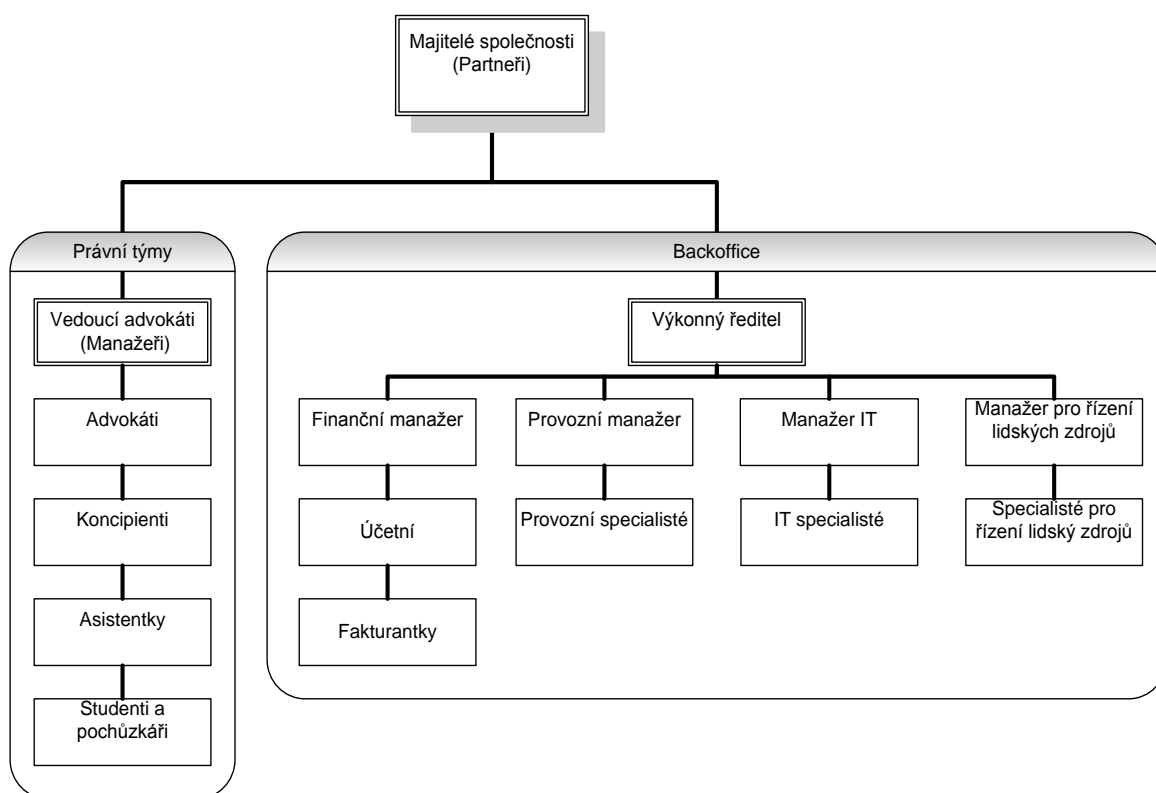 Majitelé společnosti
(Partneři)
Právní týmy
Backoffice
Vedoucí advokáti
(Manažeři)
Výkonný ředitel
Advokáti
Finanční manažer
Provozní manažer
Manažer IT
Manažer pro řízení
lidských zdrojů
Koncipienti
Účetní
Provozní specialisté
IT specialisté
Specialisté pro
řízení lidský zdrojů
Asistentky
Fakturantky
Studenti a
pochůzkáři